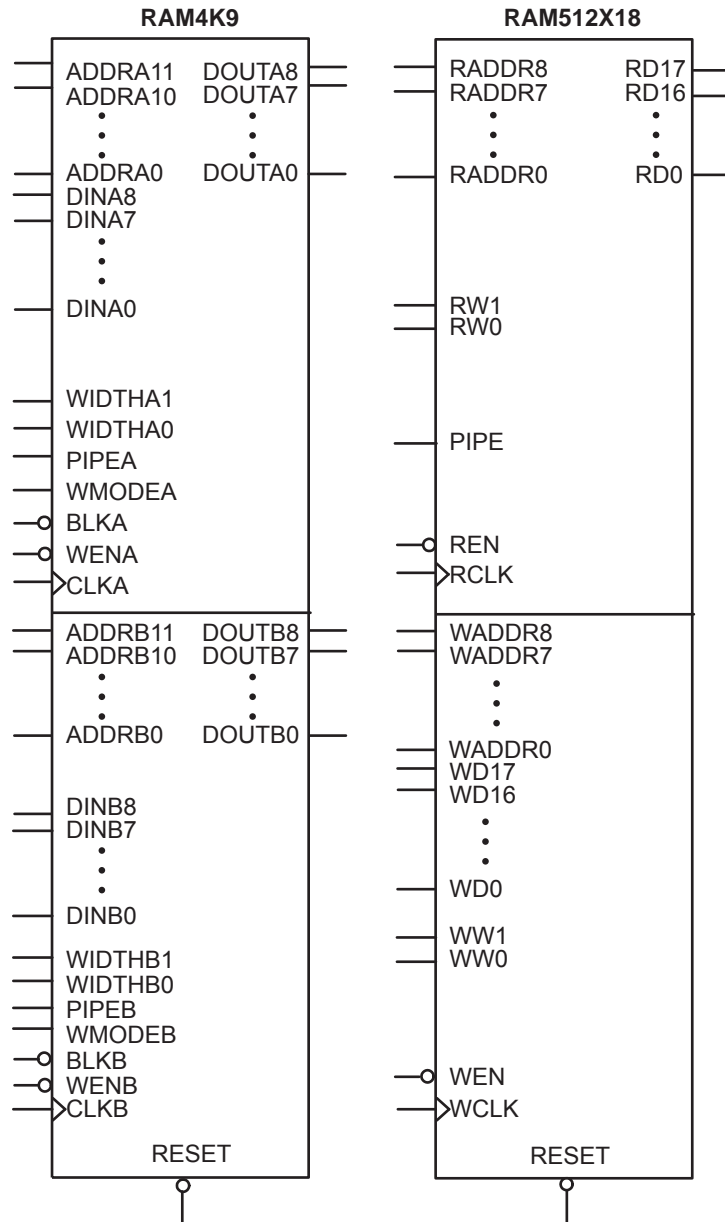 RAM4K9
ADDRA11 DOUTA8
ADDRA10 DOUTA7
ADDRA0 DOUTA0
DINA8
DINA7
DINA0
WIDTHA1
WIDTHA0
PIPEA
WMODEA
BLKA
WENA
CLKA
ADDRB11 DOUTB8
ADDRB10 DOUTB7
ADDRB0 DOUTB0
DINB8
DINB7
DINB0
WIDTHB1
WIDTHB0
PIPEB
WMODEB
BLKB
WENB
CLKB
RESET
RAM512X18
RADDR8 RD17
RADDR7 RD16
RADDR0 RD0
RW1
RW0
PIPE
REN
RCLK
WADDR8
WADDR7
WADDR0
WD17
WD16
WD0
WW1
WW0
WEN
WCLK
RESET